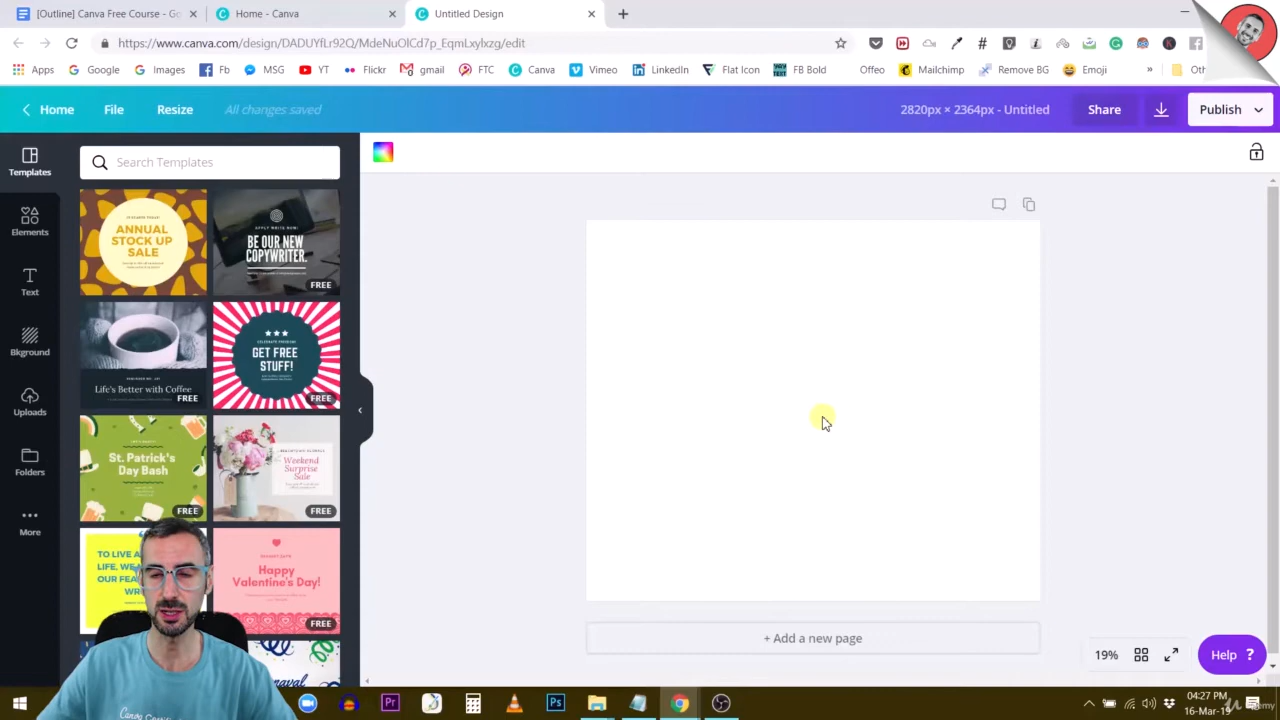 [Outline] Canva Free Course - Go
Home - Canva
Untitled Design
https://www.canva.com/design/DADUYfLr92Q/MdeNuOlCd7p_EqmLxylxzg/edit
Apps
Google
Images
Fb
MSG
YT
Flickr
gmail
FTC
Canva
Vimeo
LinkedIn
Flat Icon
FB Bold
Offeo
Mailchimp
Remove BG
Emoji
»
Home
File
Resize
All changes saved
2820px × 2364px - Untitled
Share
Publish
Templates
Elements
Text
Bkground
Uploads
Folders
More
Search Templates
ANNUAL
STOCK UP
SALE
APPLY WRITE NOW!
BE OUR NEW
COPYWRITER.
FREE
Life's Better with Coffee
FREE
GET FREE
STUFF!
FREE
St. Patrick's
Day Bash
FREE
Weekend
Surprise
Sale
FREE
TO LIVE A
LIFE, WE
OUR FEA
Happy
Valentine's Day!
FREE
+ Add a new page
19%
Help ?
04:27 PM
16-Mar-19